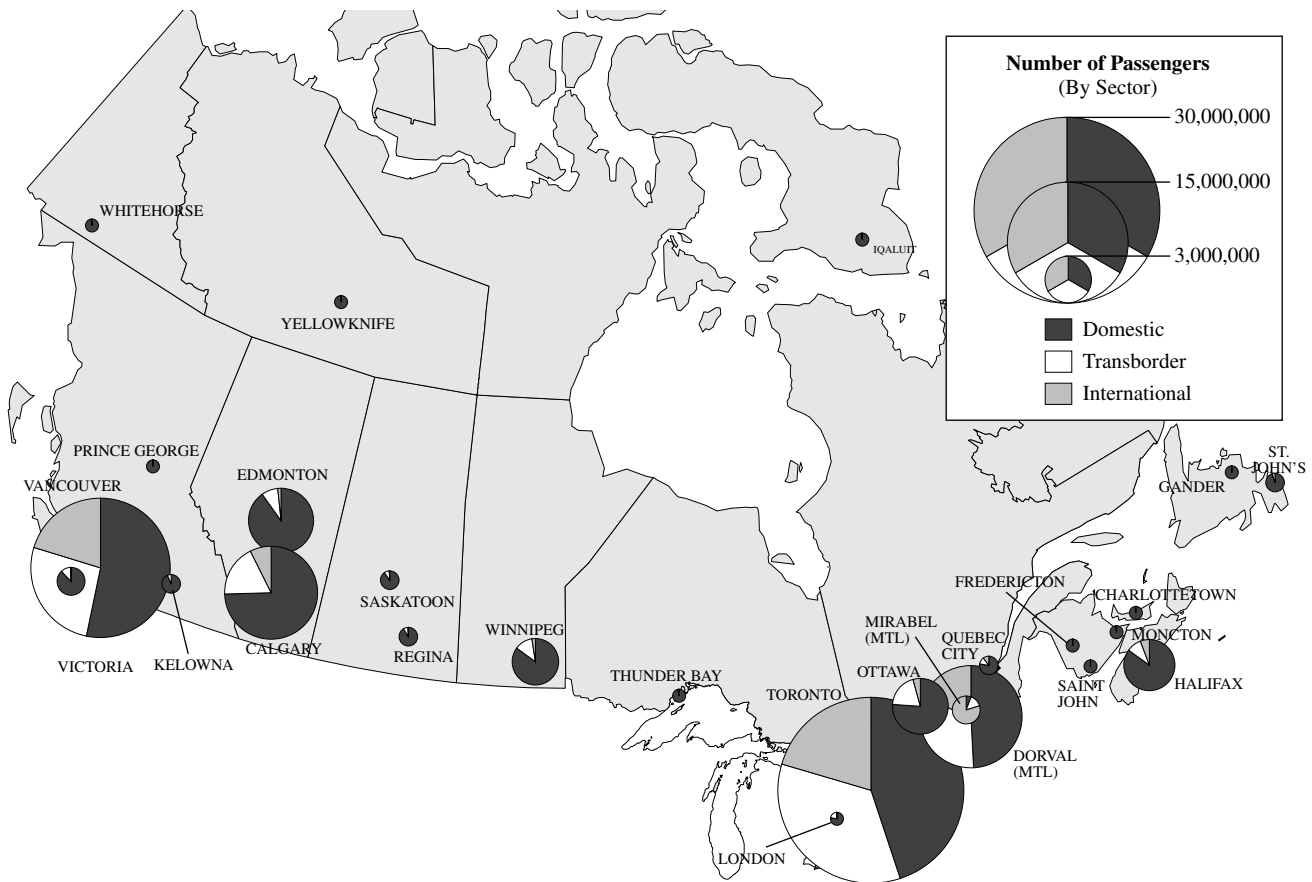 Number of Passengers
(By Sector)
30,000,000
15,000,000
3,000,000
Domestic
Transborder
International
WHITEHORSE
IQALUIT
YELLOWKNIFE
PRINCE GEORGE
EDMONTON
VANCOUVER
ST.
JOHN'S
GANDER
FREDERICTON
'CHARLOTTETOWN
SASKATOON
MIRABEL
(MTL)
QUEBEC
CITY
WINNIPEG
MONCTON
CALGARY
REGINA
VICTORIA
KELOWNA
OTTAWA
THUNDER BAY
TORONTO
SAINT
JOHN
HALIFAX
DORVAL
(MTL)
LONDON